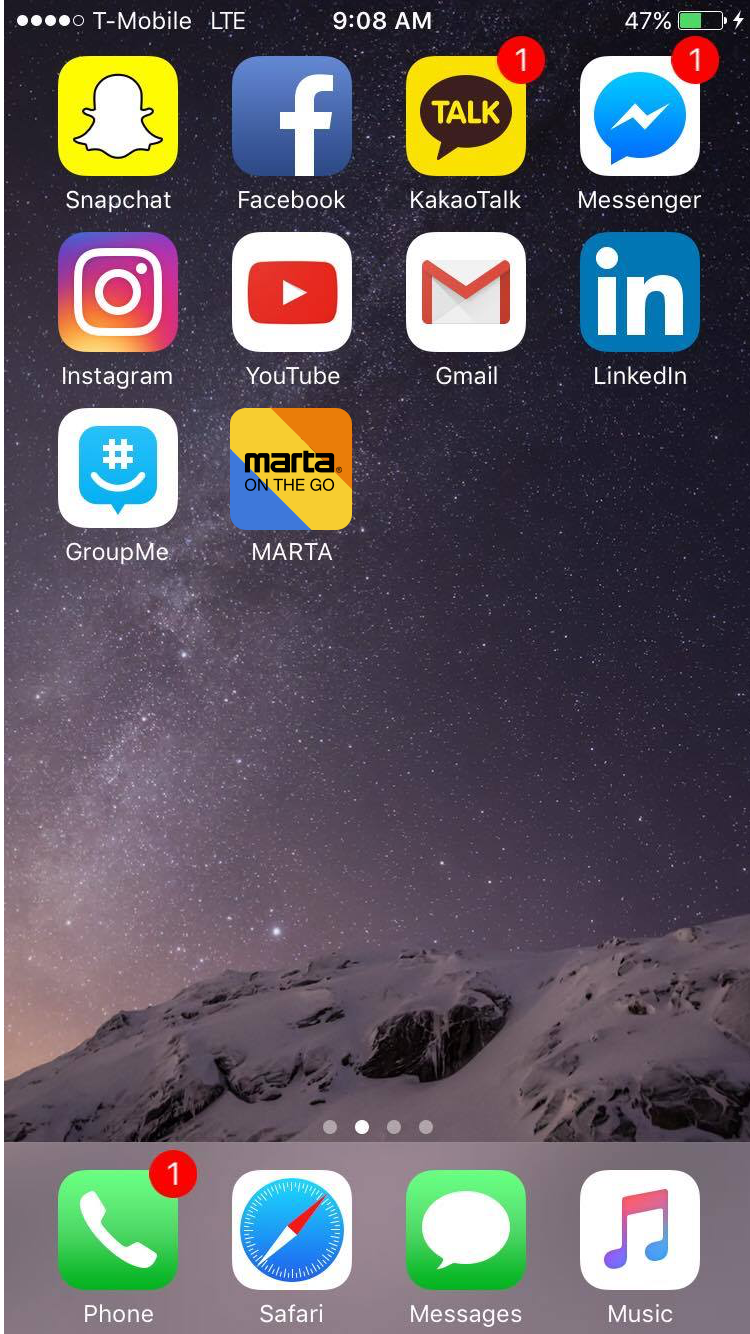 T-Mobile LTE 9:08 AM 47%
1 1
TALK
Snapchat Facebook KakaoTalk Messenger
in
Instagram YouTube Gmail LinkedIn
#
marta®
ON THE GO
GroupMe MARTA
1
Phone Safari Messages Music